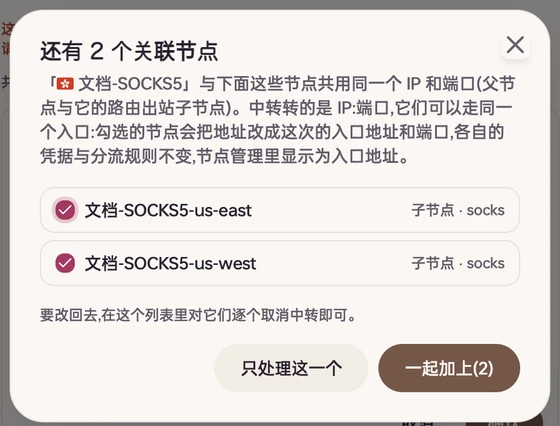 还有 2 个关联节点
「🇭🇰 文档-SOCKS5」与下面这些节点共用同一个 IP 和端口(父节
点与它的路由出站子节点)。中转转的是 IP:端口,它们可以走同一
个入口:勾选的节点会把地址改成这次的入口地址和端口,各自的
凭据与分流规则不变,节点管理里显示为入口地址。
文档-SOCKS5-us-east 子节点 · socks
文档-SOCKS5-us-west 子节点 · socks
要改回去,在这个列表里对它们逐个取消中转即可。
只处理这一个 一起加上(2)